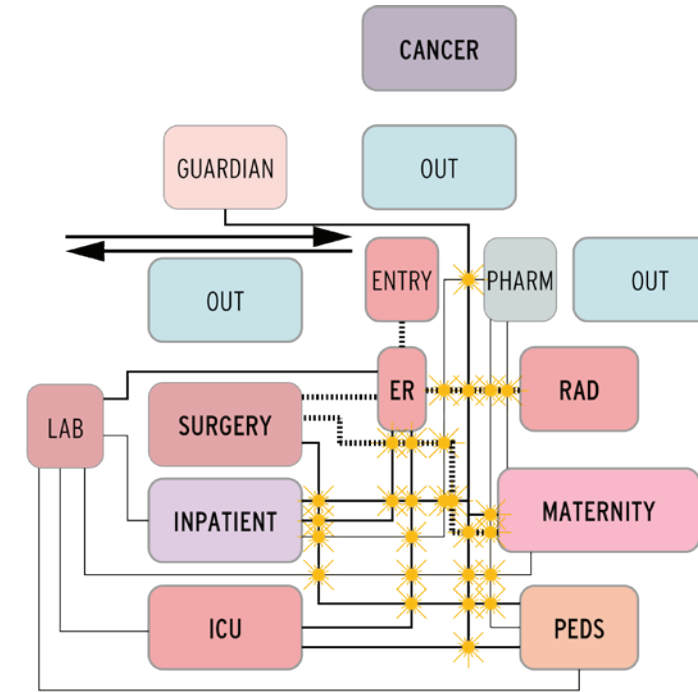 CANCER
GUARDIAN
OUT
ENTRY
PHARM
OUT
OUT
ER
RAD
LAB
SURGERY
INPATIENT
MATERNITY
ICU
PEDS